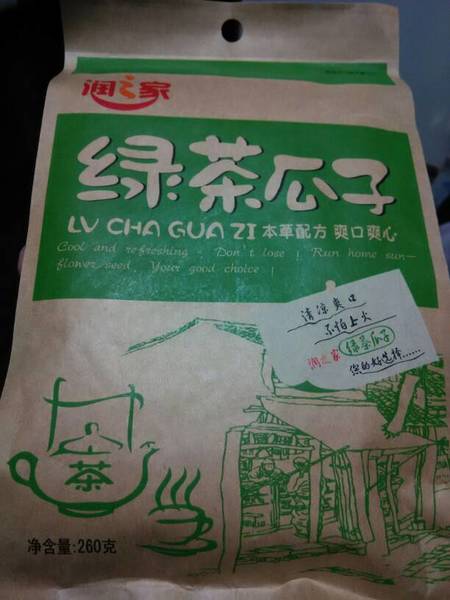 润之家
绿茶瓜子
LV CHA GUA ZI 本草配方 爽口爽心
Cool and refreshing Don't lose ! Run home sun-
flower seed, Your good choice !
清凉爽口
不怕上火
润之家 绿茶瓜子
您的好选择......
茶
净含量:260克